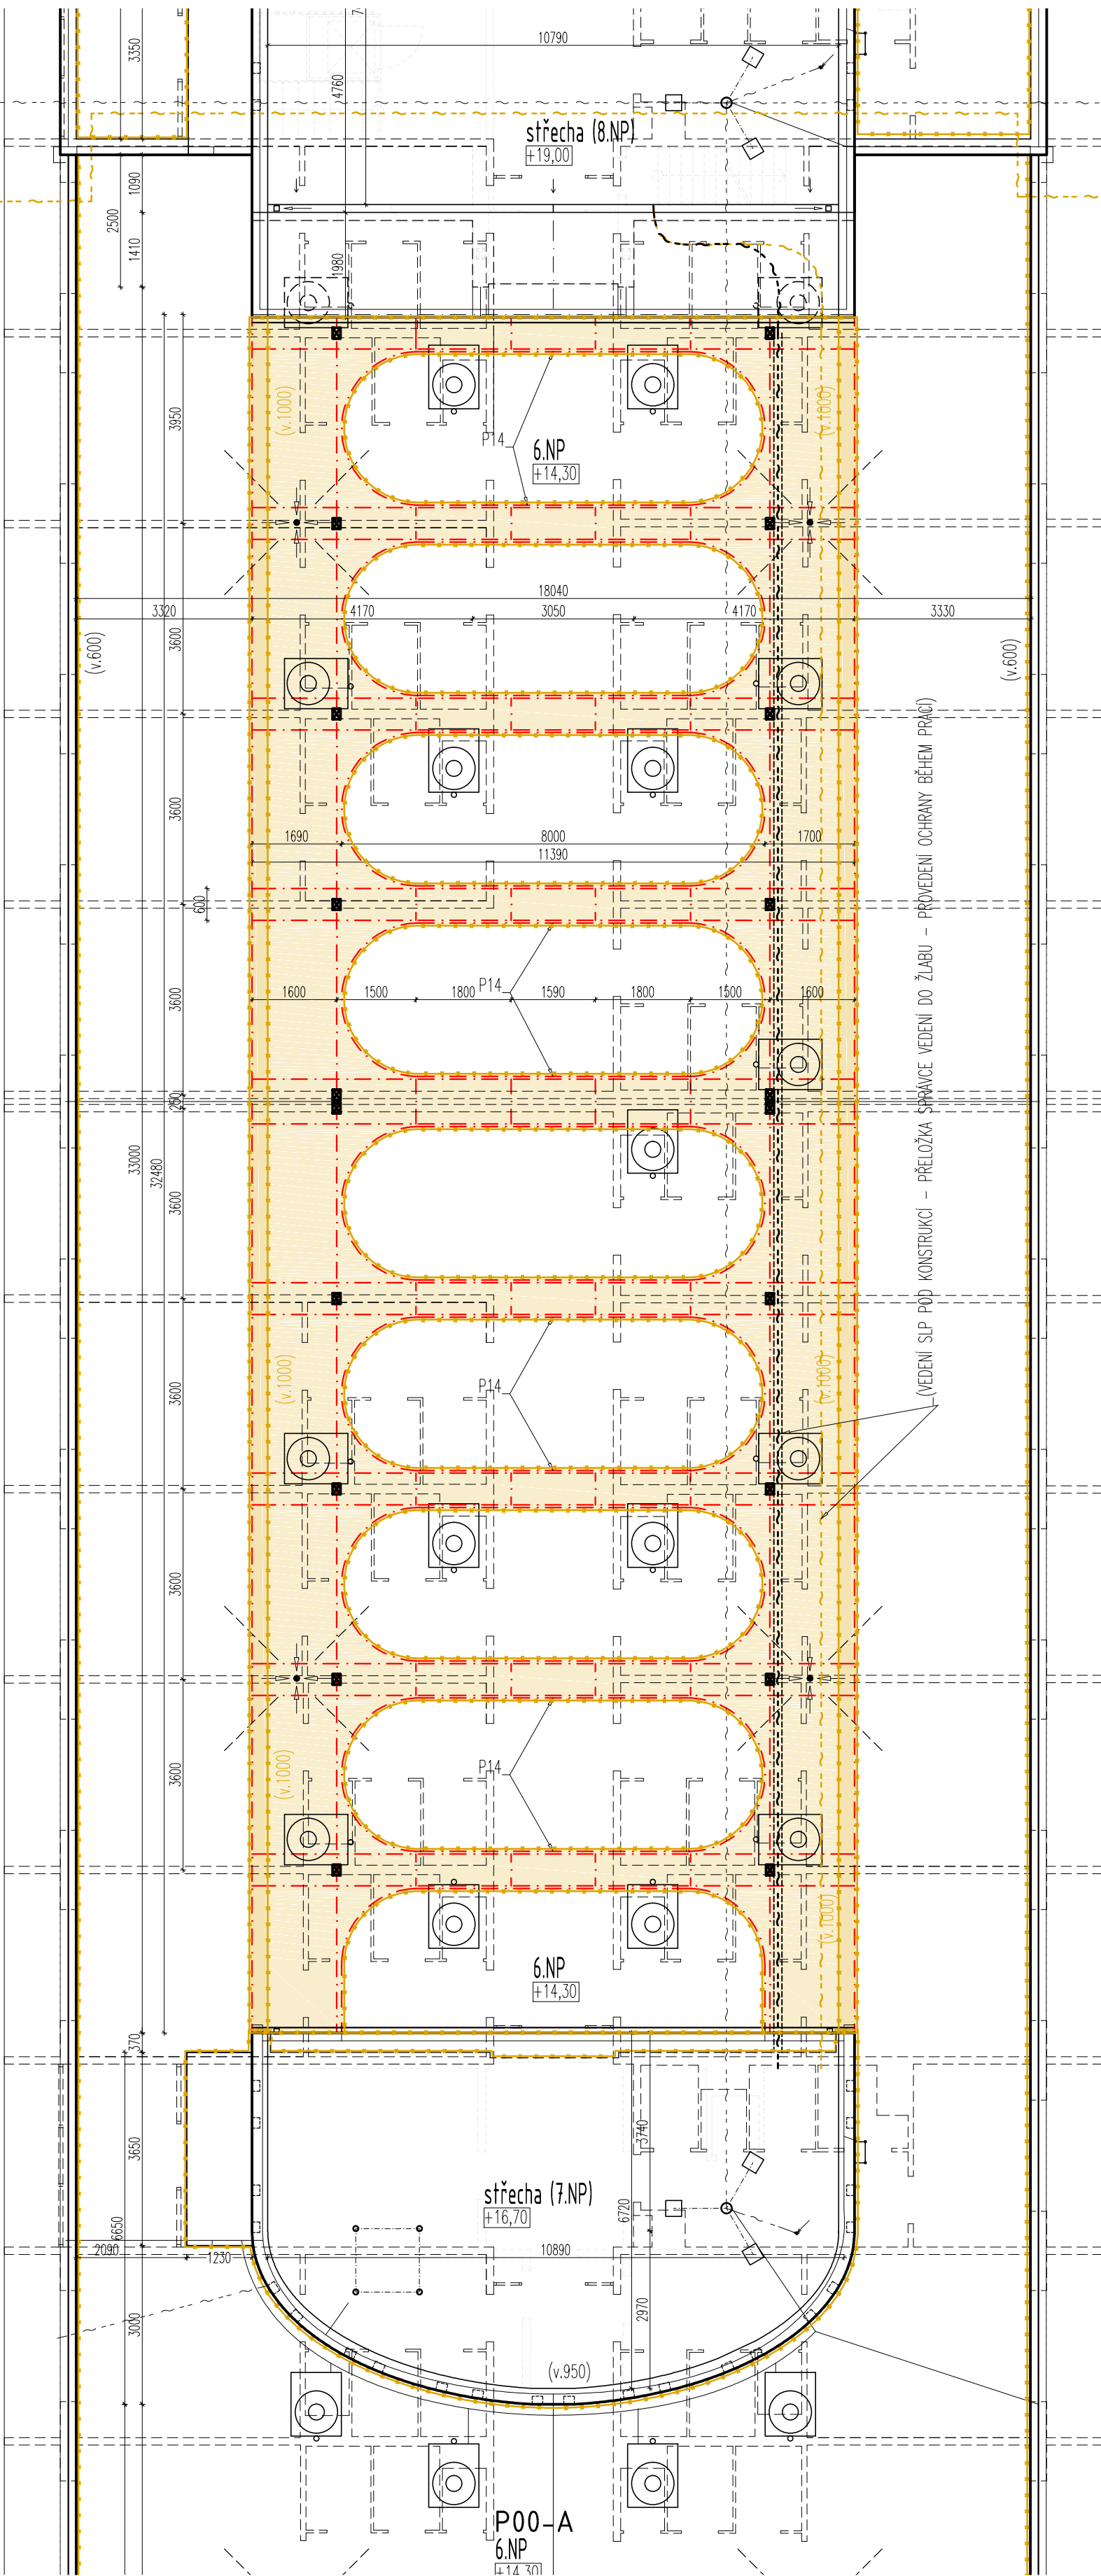 3350
10790
7
4760
střecha (8.NP)
+19,00
1090
2500
1410
1980
(v.1000)
(v.1000)
3950
P14
6.NP
+14,30
18040
3320
4170
3050
4170
3330
3600
(v.600)
(v.600)
3600
1690
8000
1700
11390
600
(VEDENÍ SLP POD KONSTRUKCÍ – PŘELOŽKA SPRÁVCE VEDENÍ DO ŽLABU – PROVEDENÍ OCHRANY BĚHEM PRACÍ)
3600
P14
1600
1500
1800
1590
1800
1500
1600
250
33000
32480
3600
(v.1000)
(v.1000)
3600
P14
3600
(v.1000)
3600
P14
(v.1000)
6.NP
+14,30
370
3650
3740
střecha (7.NP)
+16,70
6720
6650
2090
1230
10890
3000
2970
(v.950)
P00-A
6.NP
+14,30